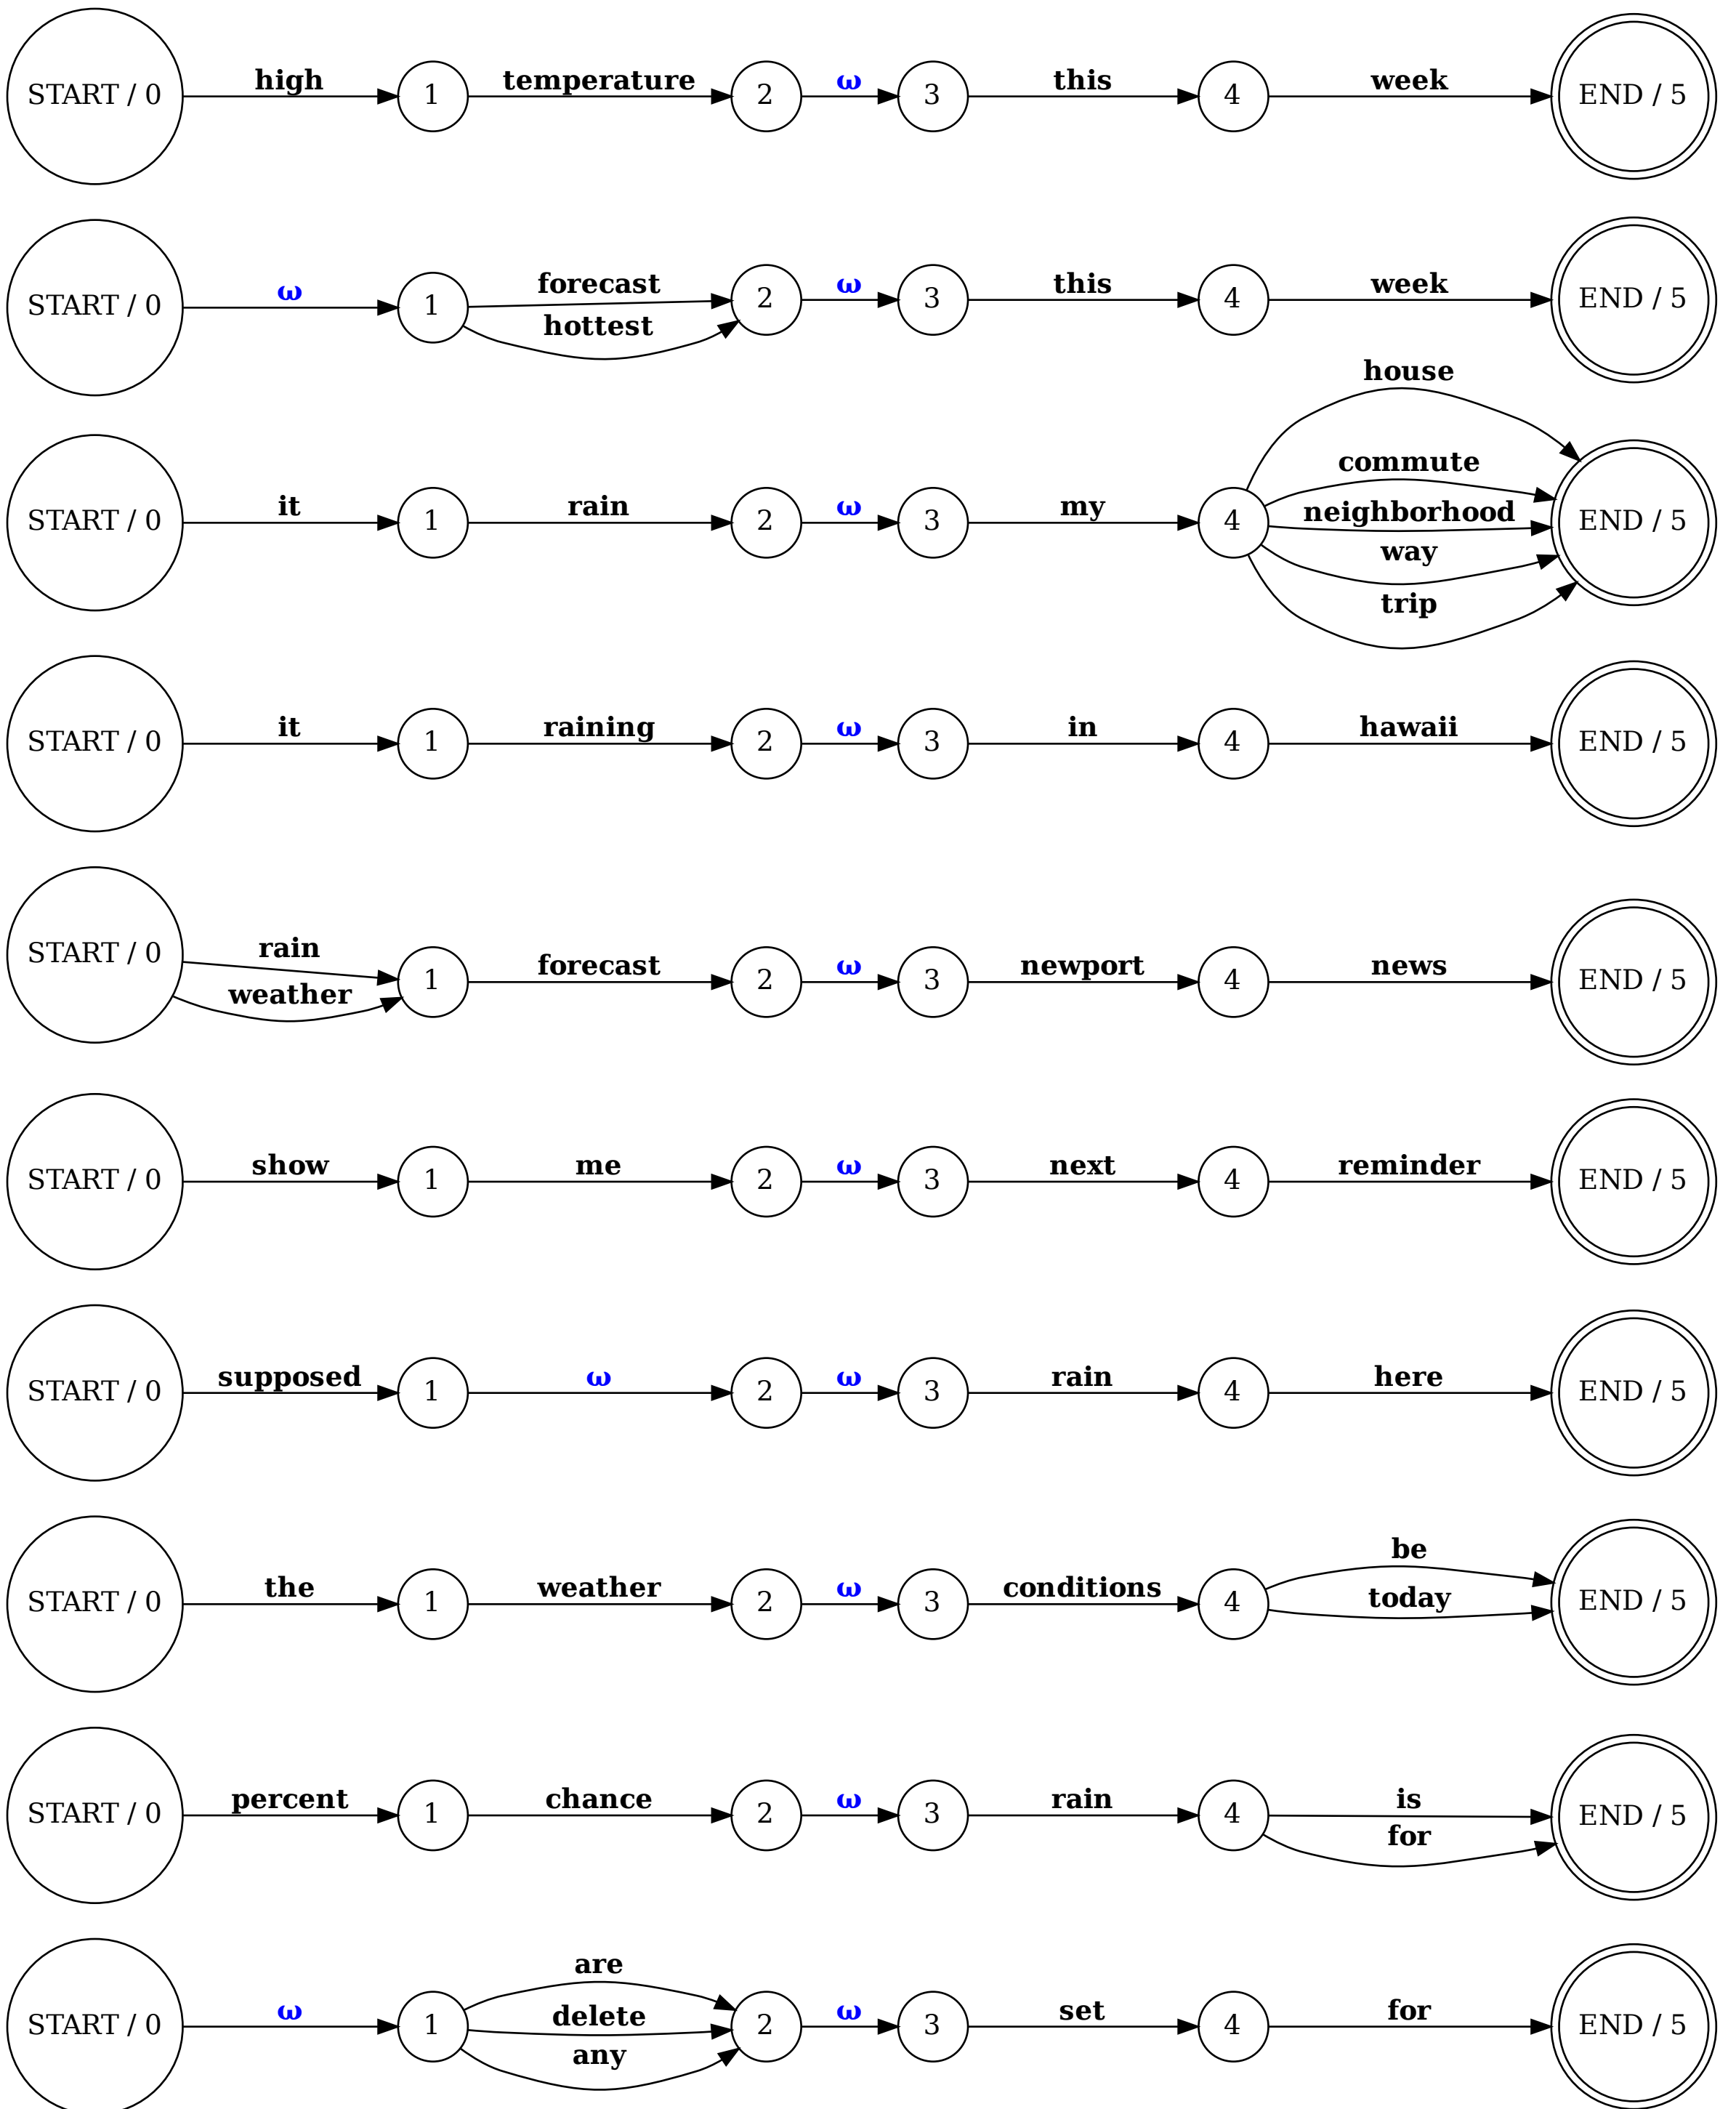 START / 0 high 1 temperature 2 ω 3 this 4 week END / 5
START / 0 ω 1 forecast hottest 2 ω 3 this 4 week END / 5
START / 0 it 1 rain 2 ω 3 my 4 house commute neighborhood way trip END / 5
START / 0 it 1 raining 2 ω 3 in 4 hawaii END / 5
START / 0 rain weather 1 forecast 2 ω 3 newport 4 news END / 5
START / 0 show 1 me 2 ω 3 next 4 reminder END / 5
START / 0 supposed 1 ω 2 ω 3 rain 4 here END / 5
START / 0 the 1 weather 2 ω 3 conditions 4 be today END / 5
START / 0 percent 1 chance 2 ω 3 rain 4 is for END / 5
START / 0 ω 1 are delete any 2 ω 3 set 4 for END / 5